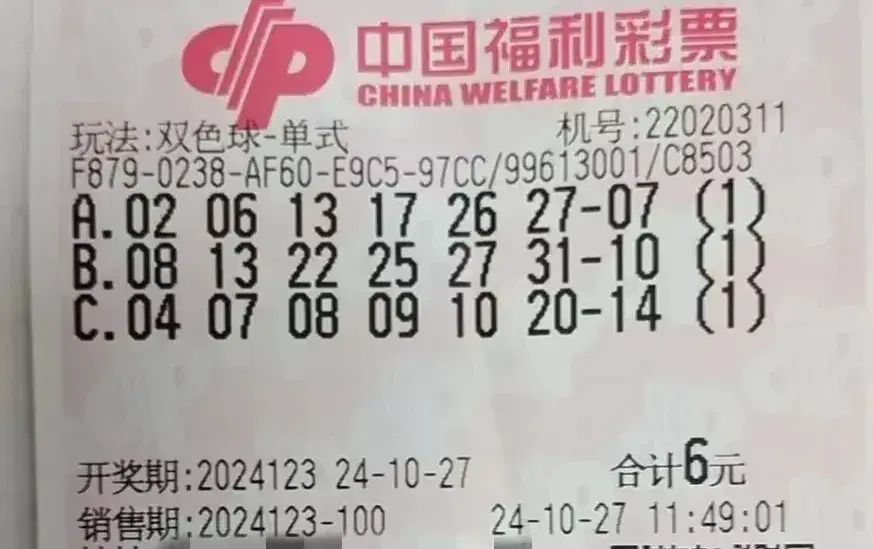 中国福利彩票
CHINA WELFARE LOTTERY
玩法:双色球-单式 机号:22020311
F879-0238-AF60-E9C5-97CC/99613001/C8503
A.02 06 13 17 26 27-07 (1)
B.08 13 22 25 27 31-10 (1)
C.04 07 08 09 10 20-14 (1)
开奖期:2024123 24-10-27 合计6元
销售期:2024123-100 24-10-27 11:49:01